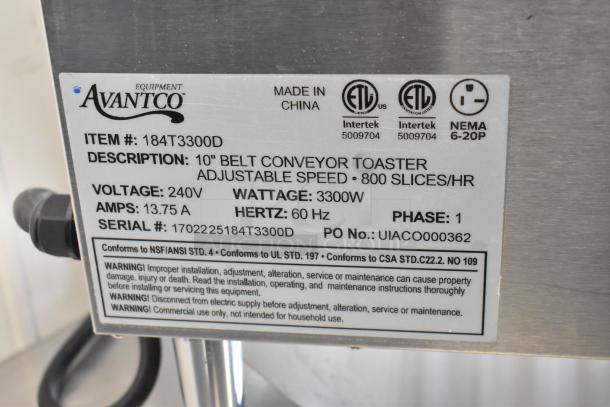 EQUIPMENT
AVANTCO
MADE IN
CHINA
ETL
US
Intertek
5009704
ETL
Intertek
5009704
NEMA
6-20P
ITEM #: 184T3300D
DESCRIPTION: 10" BELT CONVEYOR TOASTER
ADJUSTABLE SPEED • 800 SLICES/HR
VOLTAGE: 240V WATTAGE: 3300W
AMPS: 13.75 A HERTZ: 60 Hz PHASE: 1
SERIAL #: 1702225184T3300D PO No.: UIACO000362
Conforms to NSF/ANSI STD. 4 • Conforms to UL STD. 197 • Conforms to CSA STD.C22.2. NO 109
WARNING! Improper installation, adjustment, alteration, service or maintenance can cause property
damage, injury or death. Read the installation, operating, and maintenance instructions thoroughly
before installing or servicing this equipment.
WARNING! Disconnect from electric supply before adjustment, alteration, service or maintenance.
WARNING! Commercial use only, not intended for household use.